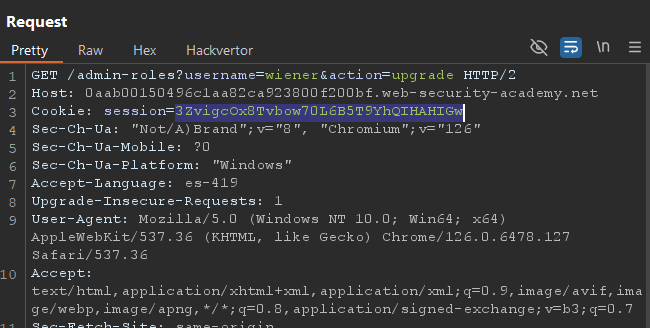 Request
Pretty Raw Hex Hackvertor
\n
1 GET /admin-roles?username=wiener&action=upgrade HTTP/2
2 Host: 0aab00150496c1aa82ca923800f200bf.web-security-academy.net
3 Cookie: session=3ZvigcOx8Tvbow70L6B5T9YhQIHAHIGw
4 Sec-Ch-Ua: "Not/A)Brand";v="8", "Chromium";v="126"
5 Sec-Ch-Ua-Mobile: ?0
6 Sec-Ch-Ua-Platform: "Windows"
7 Accept-Language: es-419
8 Upgrade-Insecure-Requests: 1
9 User-Agent: Mozilla/5.0 (Windows NT 10.0; Win64; x64)
AppleWebKit/537.36 (KHTML, like Gecko) Chrome/126.0.6478.127
Safari/537.36
10 Accept:
text/html,application/xhtml+xml,application/xml;q=0.9,image/avif,ima
ge/webp,image/apng,*/*;q=0.8,application/signed-exchange;v=b3;q=0.7
Sec-Fetch-Site: same-origin